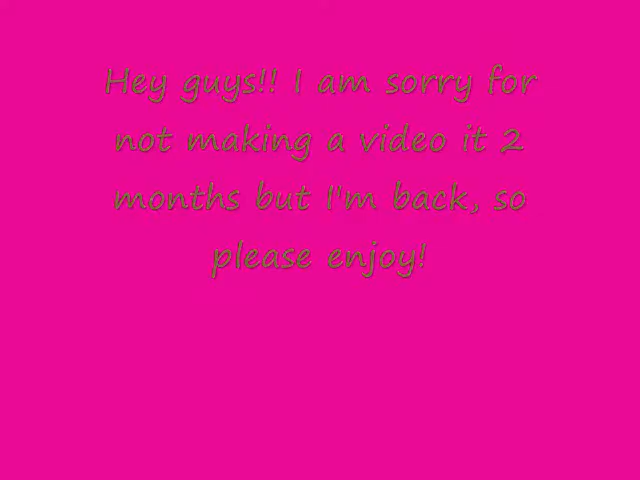 Hey guys!! I am sorry for
not making a video it 2
months but I'm back, so
please enjoy!